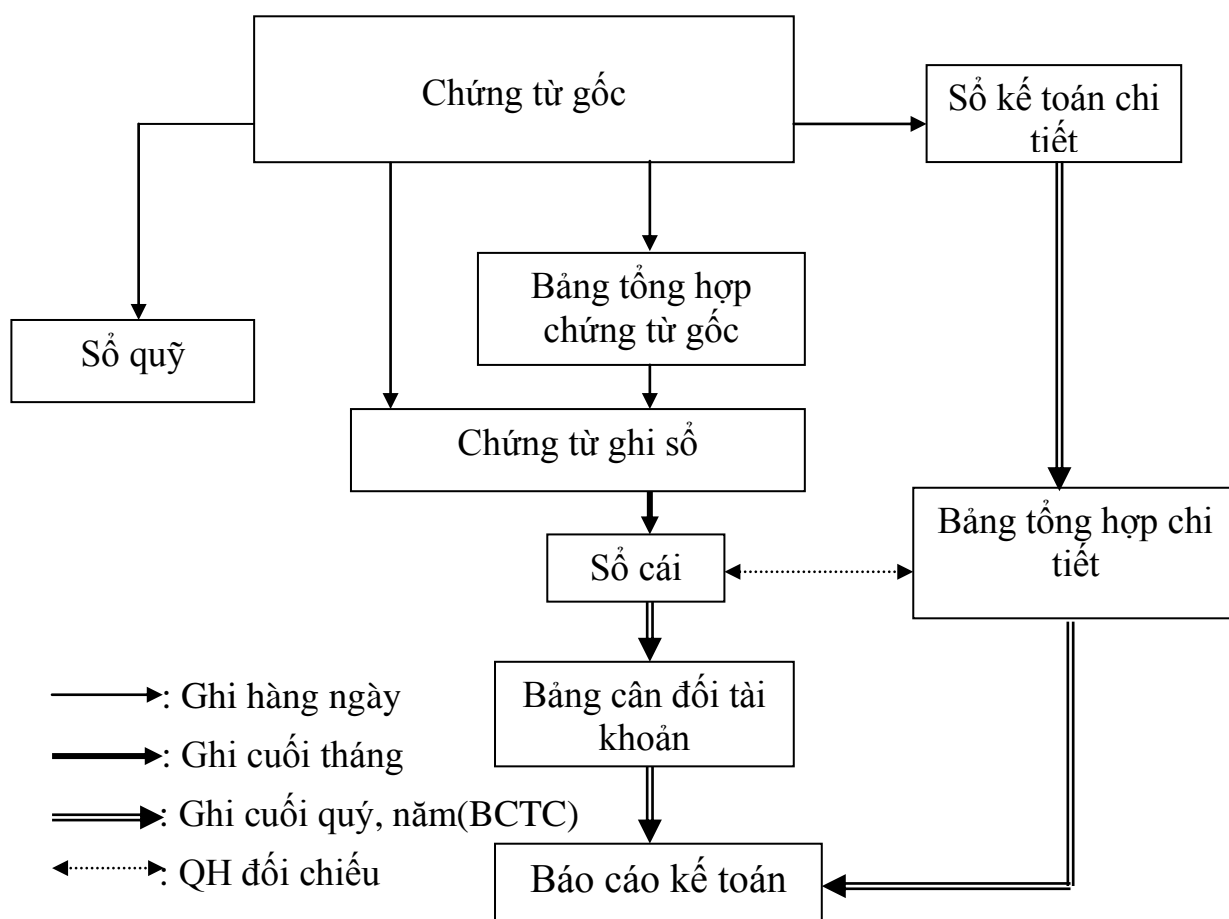 Chứng từ gốc
Sổ kế toán chi
tiết
Bảng tổng hợp
chứng từ gốc
Sổ quỹ
Chứng từ ghi sổ
Bảng tổng hợp chi
tiết
Sổ cái
Bảng cân đối tài
khoản
: Ghi hàng ngày
: Ghi cuối tháng
: Ghi cuối quý, năm(BCTC)
: QH đối chiếu
Báo cáo kế toán